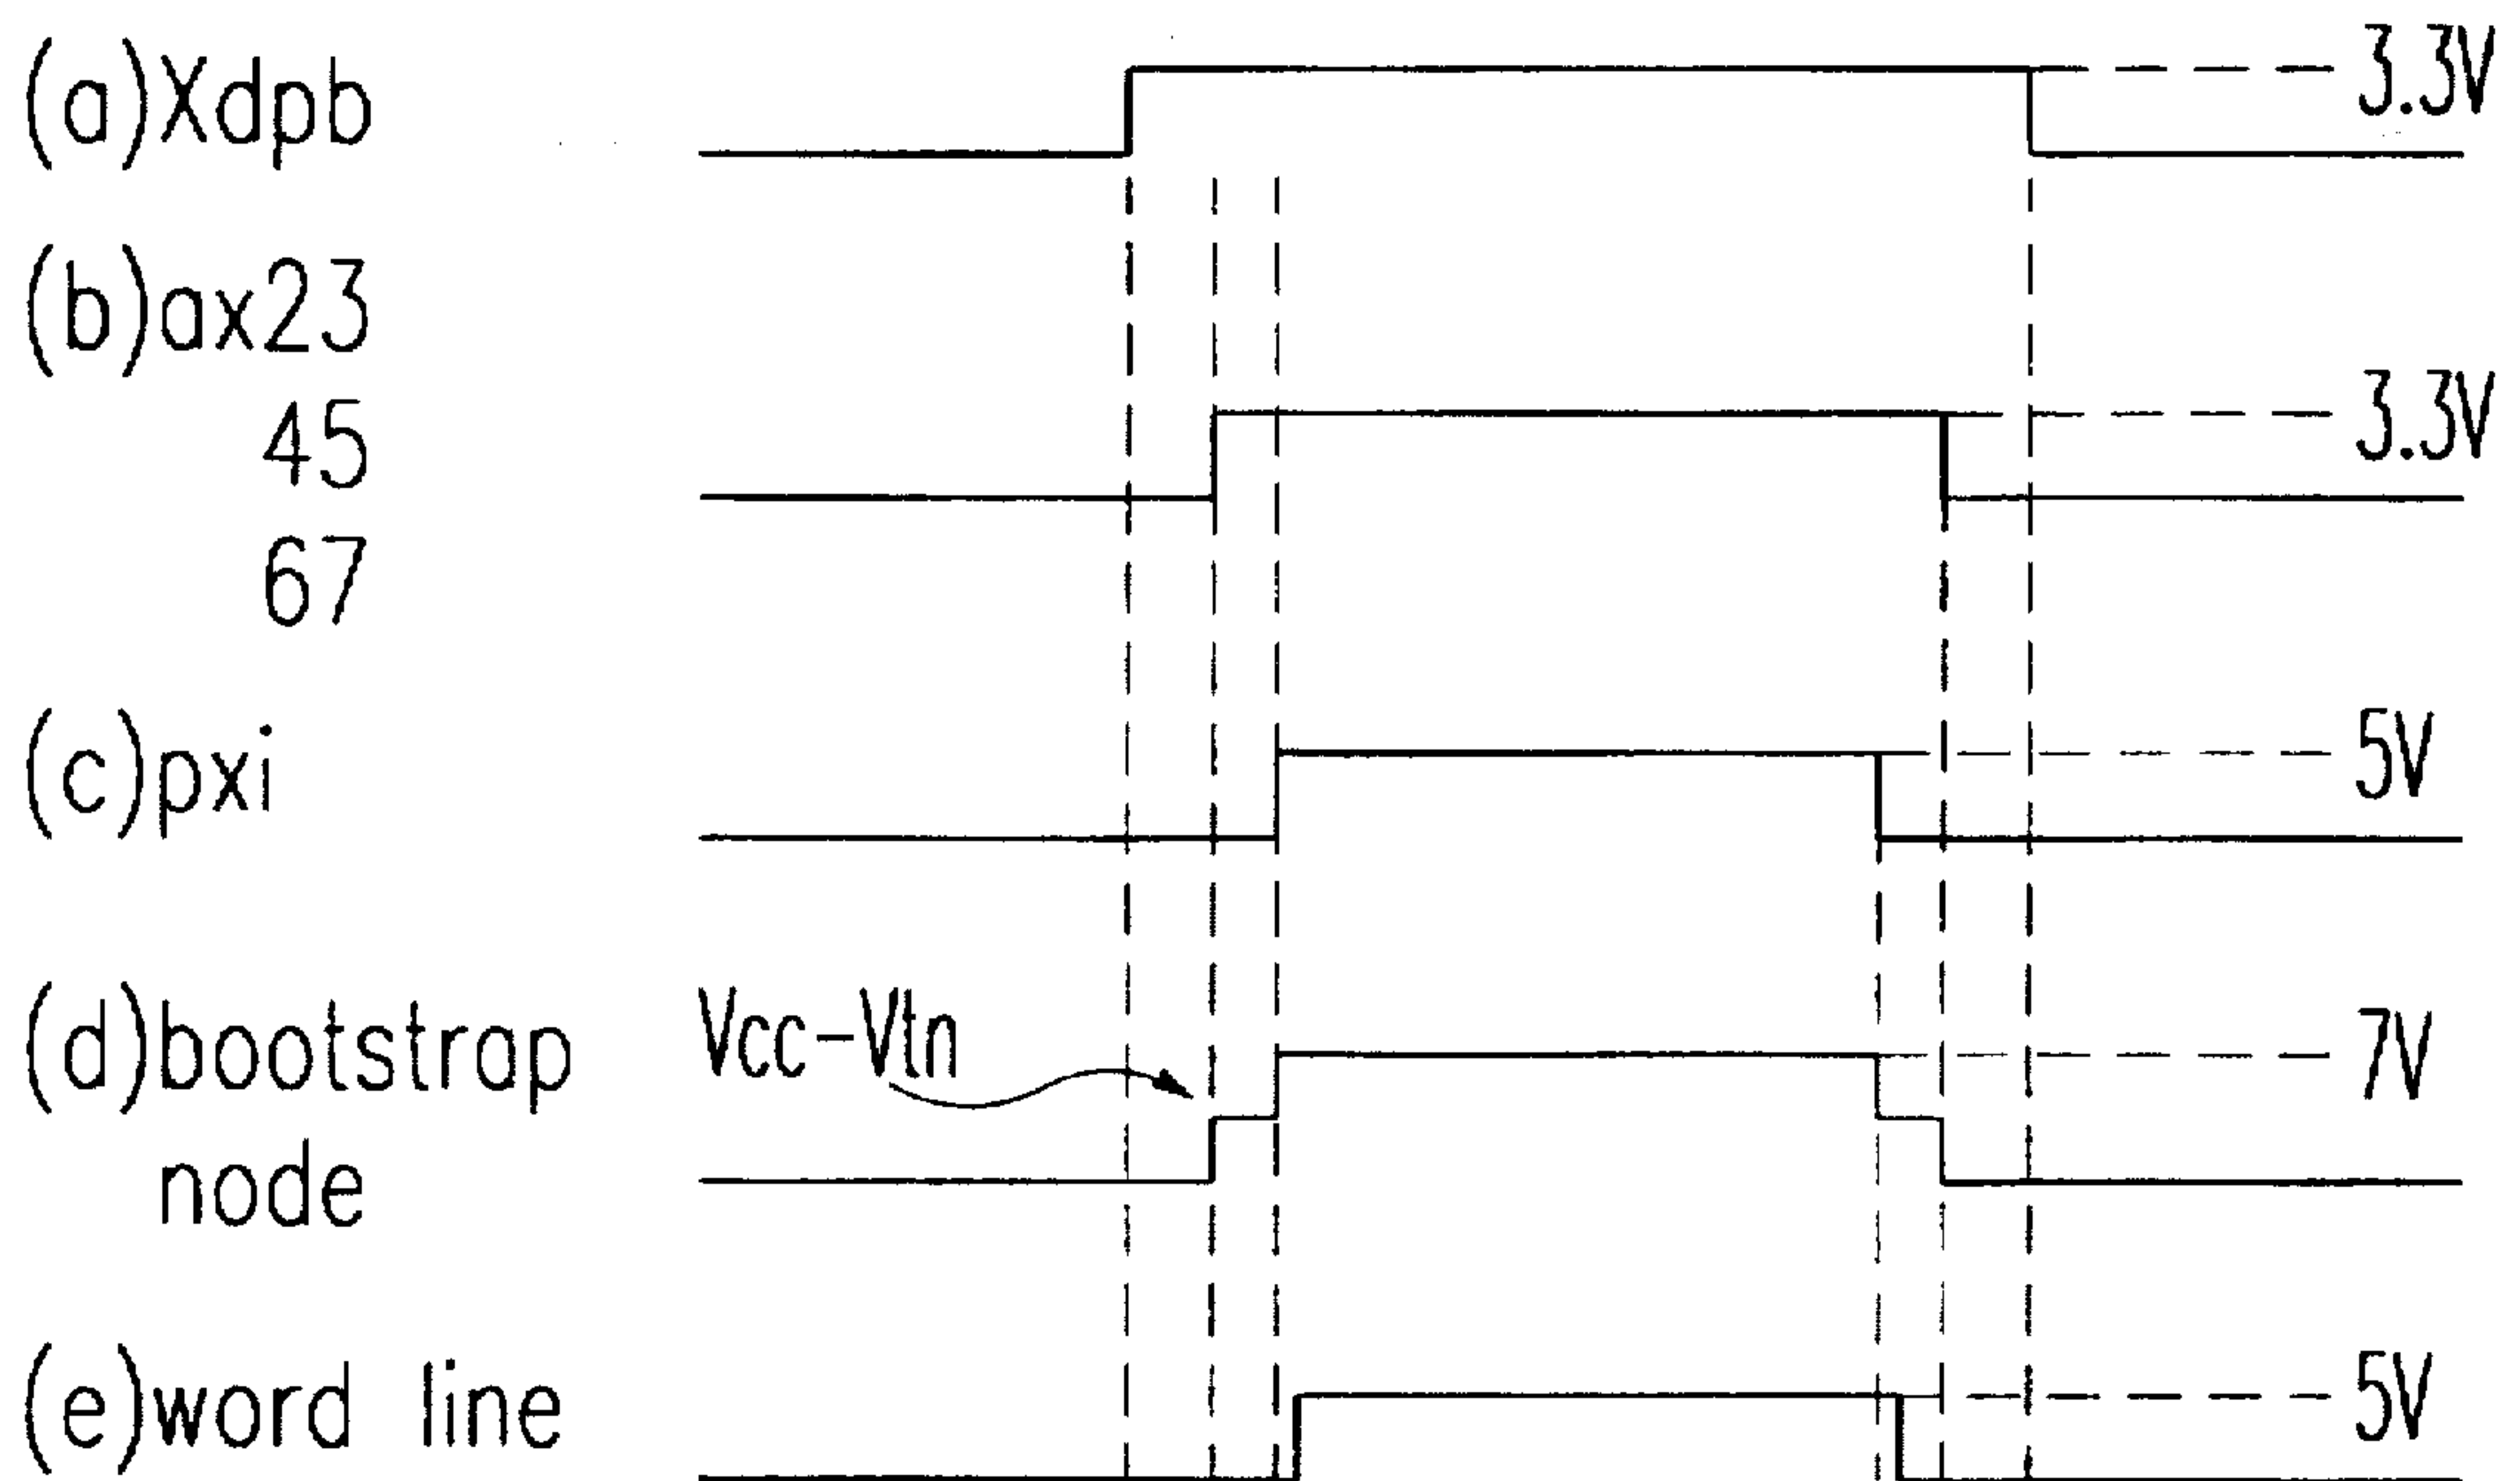 (a)Xdpb 3.3V
(b)ax23
45 3.3V
67
(c)pxi 5V
(d)bootstrap Vcc-Vtn 7V
node
(e)word line 5V